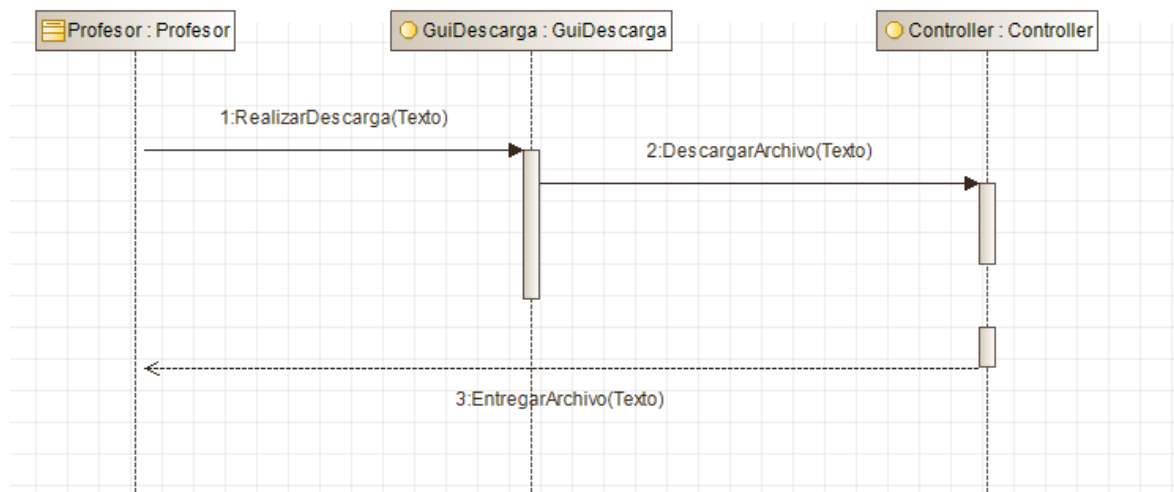 Profesor : Profesor
GuiDescarga : GuiDescarga
Controller : Controller
1:RealizarDescarga(Texto)
2:DescargarArchivo(Texto)
3:EntregarArchivo(Texto)